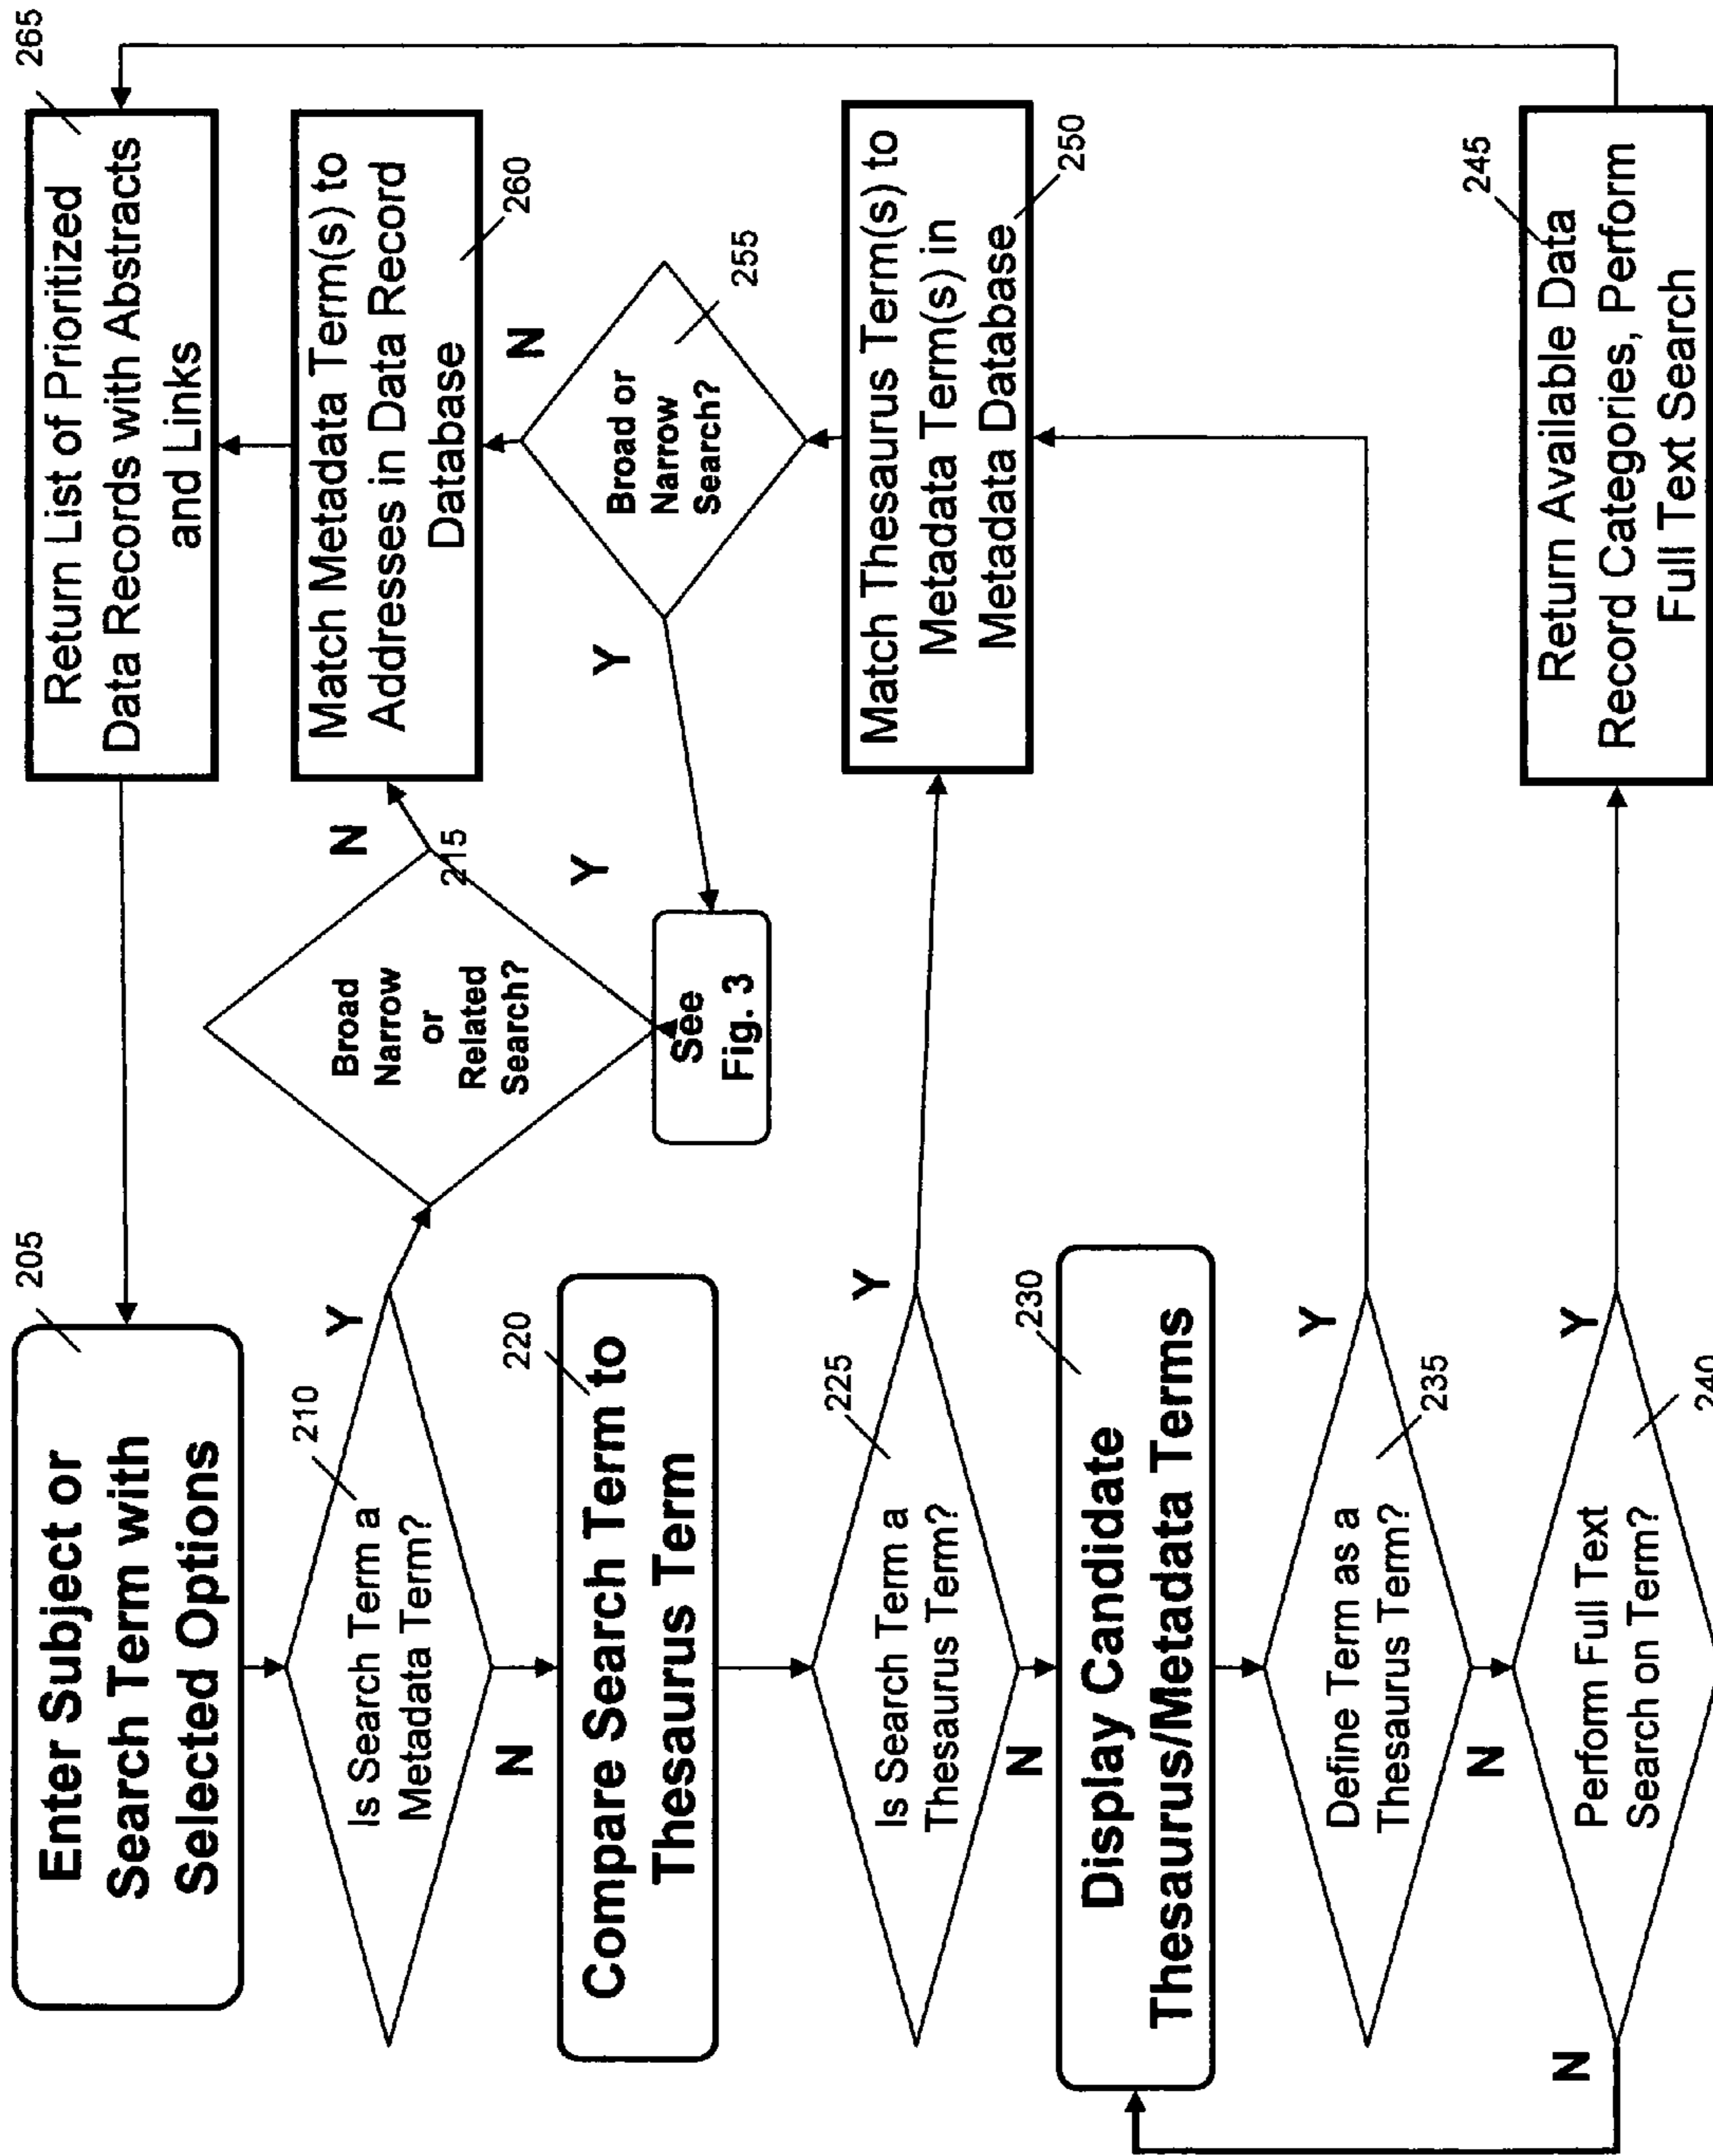 205
Enter Subject or
Search Term with
Selected Options
210
Is Search Term a
Metadata Term?
Y
N
220
Compare Search Term to
Thesaurus Term
225
Is Search Term a
Thesaurus Term?
Y
N
230
Display Candidate
Thesaurus/Metadata Terms
235
Define Term as a
Thesaurus Term?
Y
N
240
Perform Full Text
Search on Term?
Y
N
215
Broad
Narrow
or
Related
Search?
N
Y
See
Fig. 3
265
Return List of Prioritized
Data Records with Abstracts
and Links
260
Match Metadata Term(s) to
Addresses in Data Record
Database
255
Broad or
Narrow
Search?
N
Y
250
Match Thesaurus Term(s) to
Metadata Term(s) in
Metadata Database
245
Return Available Data
Record Categories, Perform
Full Text Search